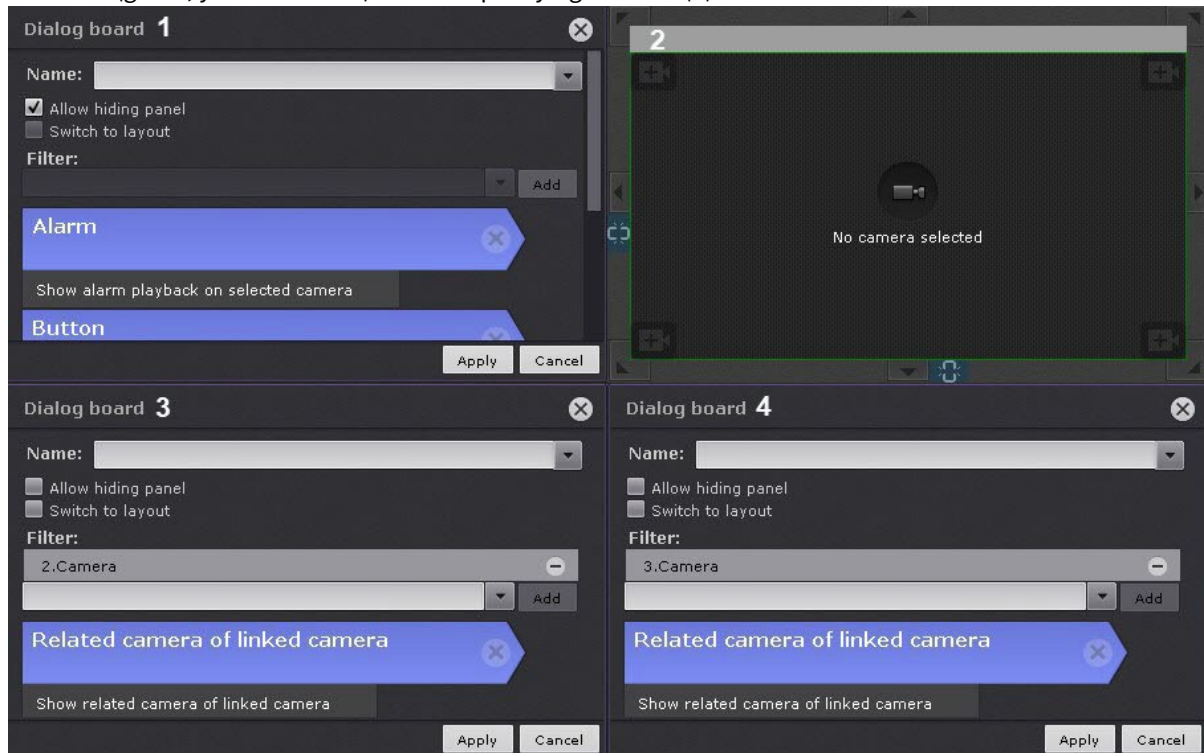 Dialog board 1
Name:
Allow hiding panel
Switch to layout
Filter:
Add
Alarm
Show alarm playback on selected camera
Button
Apply Cancel
2
No camera selected
Dialog board 3
Name:
Allow hiding panel
Switch to layout
Filter:
2.Camera
Add
Related camera of linked camera
Show related camera of linked camera
Apply Cancel
Dialog board 4
Name:
Allow hiding panel
Switch to layout
Filter:
3.Camera
Add
Related camera of linked camera
Show related camera of linked camera
Apply Cancel